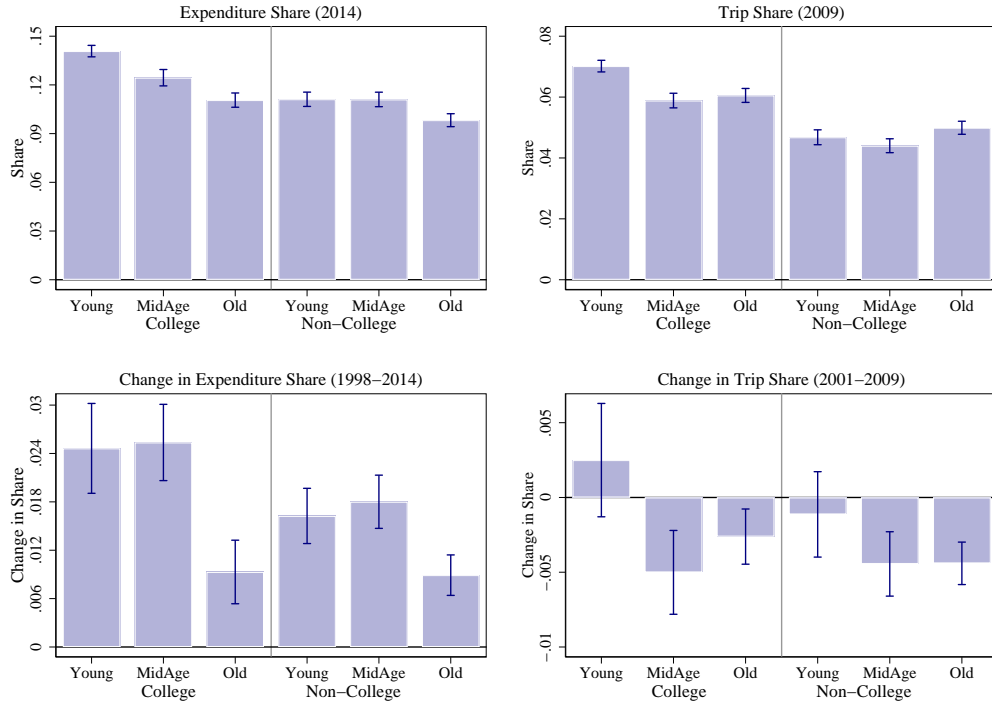 Expenditure Share (2014)
Share
.15
.12
.09
.06
.03
0
Young MidAge Old Young MidAge Old
College Non−College
Trip Share (2009)
Share
.08
.06
.04
.02
0
Young MidAge Old Young MidAge Old
College Non−College
Change in Expenditure Share (1998−2014)
Change in Share
.03
.024
.018
.012
.006
0
Young MidAge Old Young MidAge Old
College Non−College
Change in Trip Share (2001−2009)
Change in Share
.005
0
−.005
−.01
Young MidAge Old Young MidAge Old
College Non−College